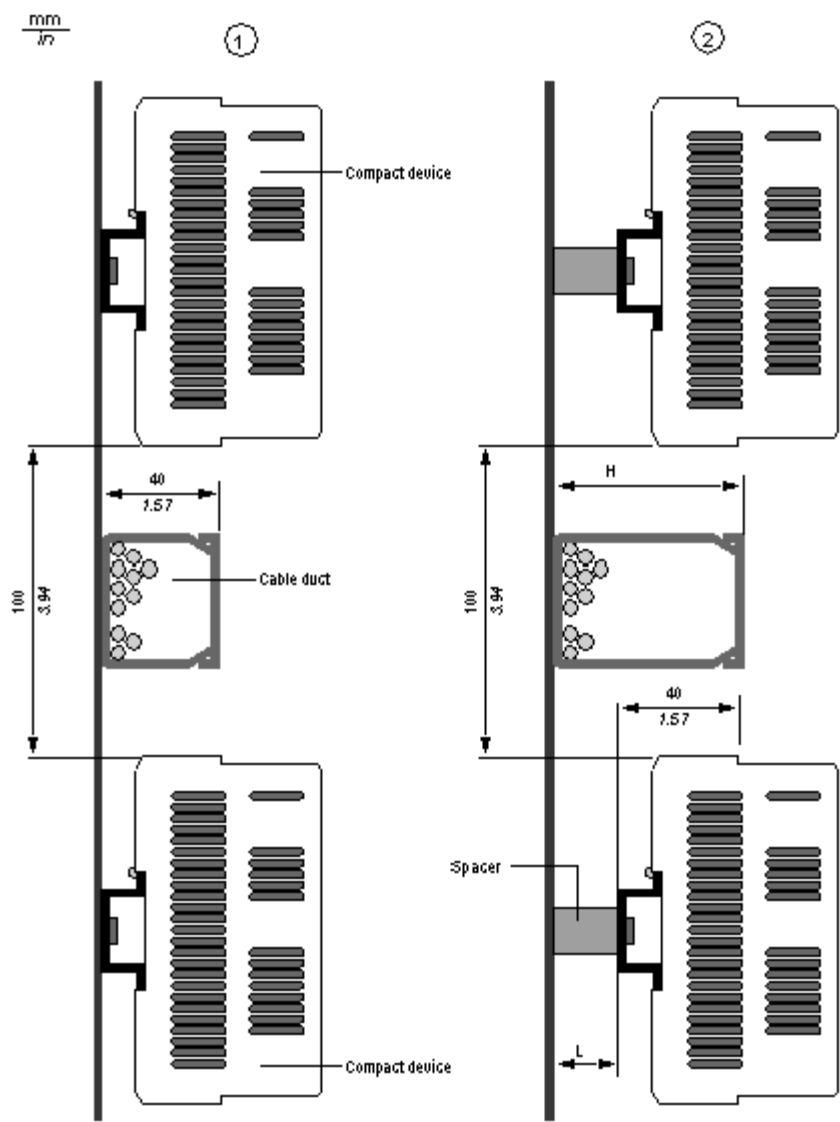 mm
in
1
2
Compact device
40
1.57
H
Cable duct
100
3.94
100
3.94
40
1.57
Spacer
L
Compact device